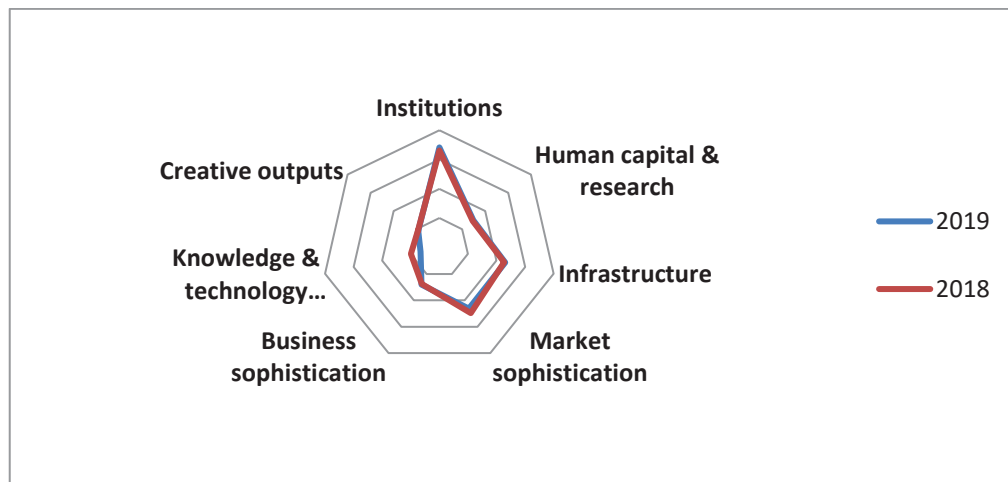 Institutions
Human capital &
research
Infrastructure
Market
sophistication
Business
sophistication
Knowledge &
technology...
Creative outputs
2019
2018